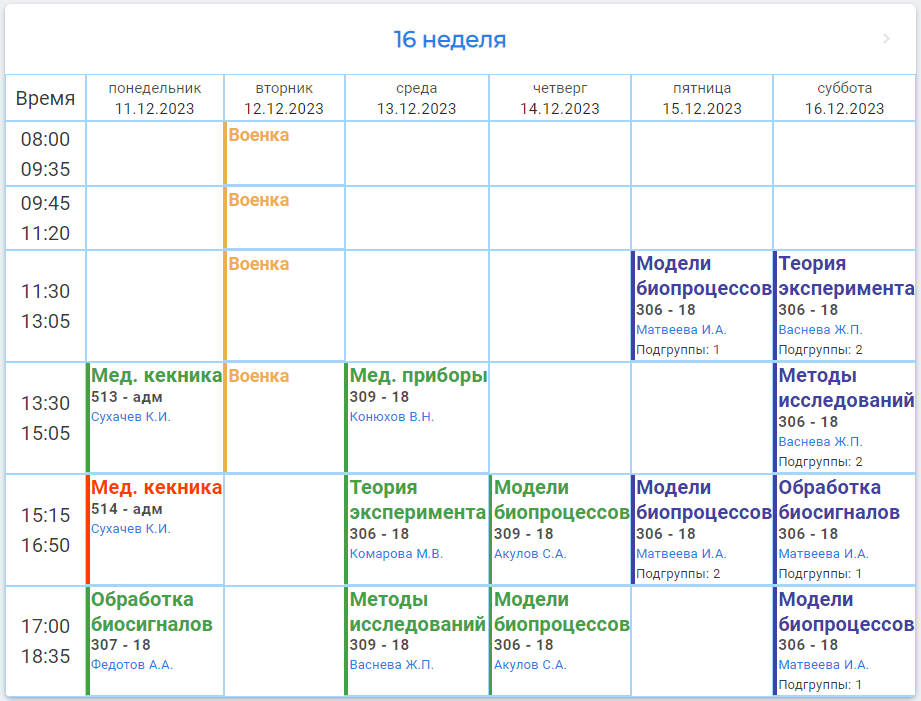 16 неделя
Время
понедельник
11.12.2023
вторник
12.12.2023
среда
13.12.2023
четверг
14.12.2023
пятница
15.12.2023
суббота
16.12.2023
08:00
09:35
Военка
09:45
11:20
Военка
11:30
13:05
Военка
Модели
биопроцессов
306 - 18
Матвеева И.А.
Подгруппы: 1
Теория
эксперимента
306 - 18
Васнева Ж.П.
Подгруппы: 2
13:30
15:05
Мед. кекника
513 - адм
Сухачев К.И.
Военка
Мед. приборы
309 - 18
Конюхов В.Н.
Методы
исследований
306 - 18
Васнева Ж.П.
Подгруппы: 2
15:15
16:50
Мед. кекника
514 - адм
Сухачев К.И.
Теория
эксперимента
306 - 18
Комарова М.В.
Модели
биопроцессов
309 - 18
Акулов С.А.
Модели
биопроцессов
306 - 18
Матвеева И.А.
Подгруппы: 2
Обработка
биосигналов
306 - 18
Матвеева И.А.
Подгруппы: 1
17:00
18:35
Обработка
биосигналов
307 - 18
Федотов А.А.
Методы
исследований
309 - 18
Васнева Ж.П.
Модели
биопроцессов
306 - 18
Акулов С.А.
Модели
биопроцессов
306 - 18
Матвеева И.А.
Подгруппы: 1